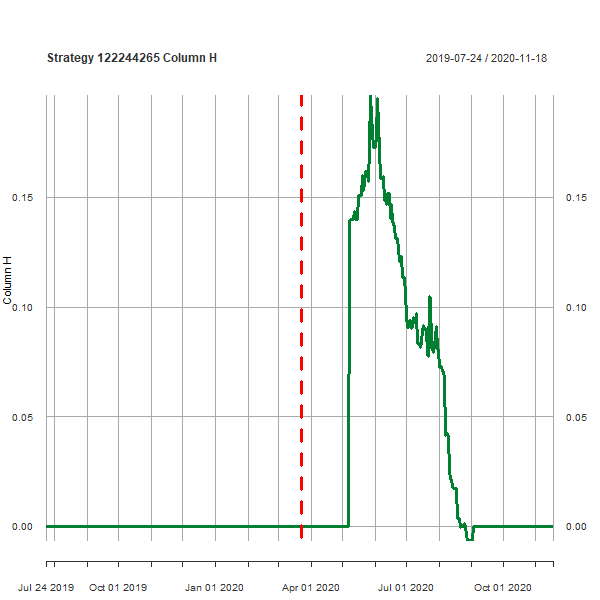 Strategy 122244265 Column H
2019-07-24 / 2020-11-18
Column H
0.15
0.15
0.10
0.10
0.05
0.05
0.00
0.00
Jul 24 2019
Oct 01 2019
Jan 01 2020
Apr 01 2020
Jul 01 2020
Oct 01 2020